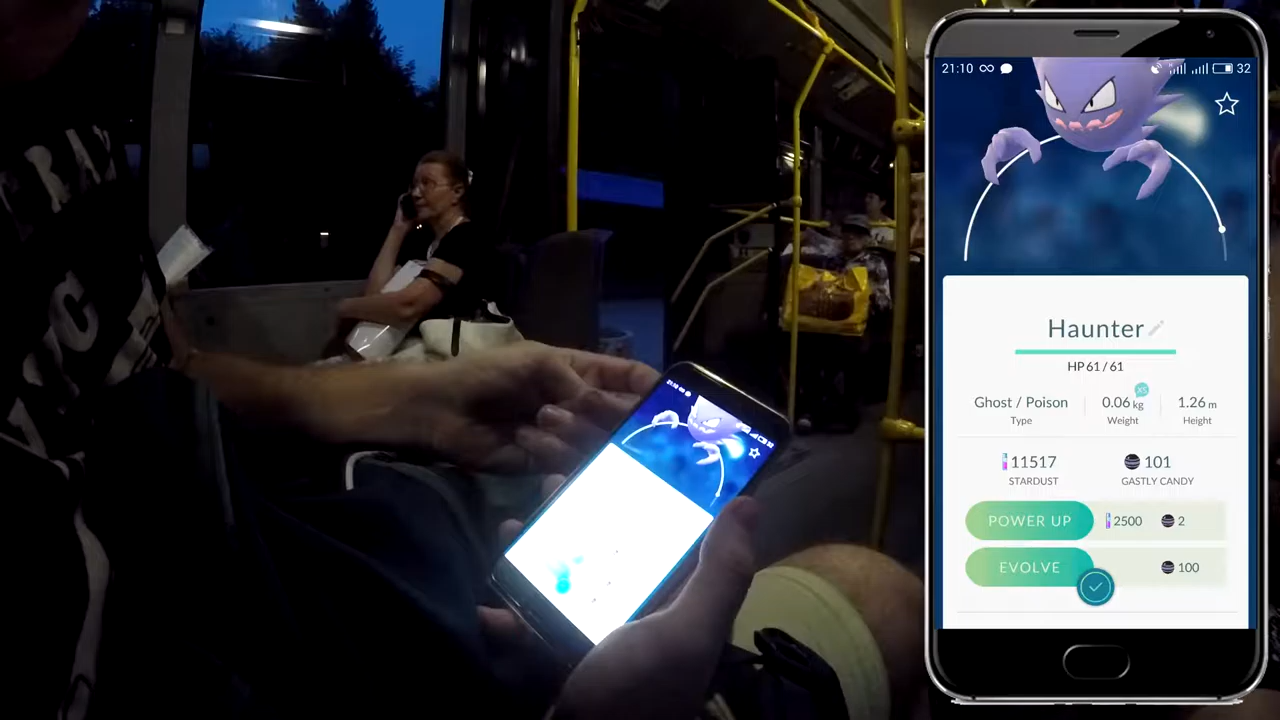 21:10 32
Haunter
HP 61 / 61
Ghost / Poison
Type
0.06 kg
XS
Weight
1.26 m
Height
11517
STARDUST
101
GASTLY CANDY
POWER UP 2500 2
EVOLVE 100